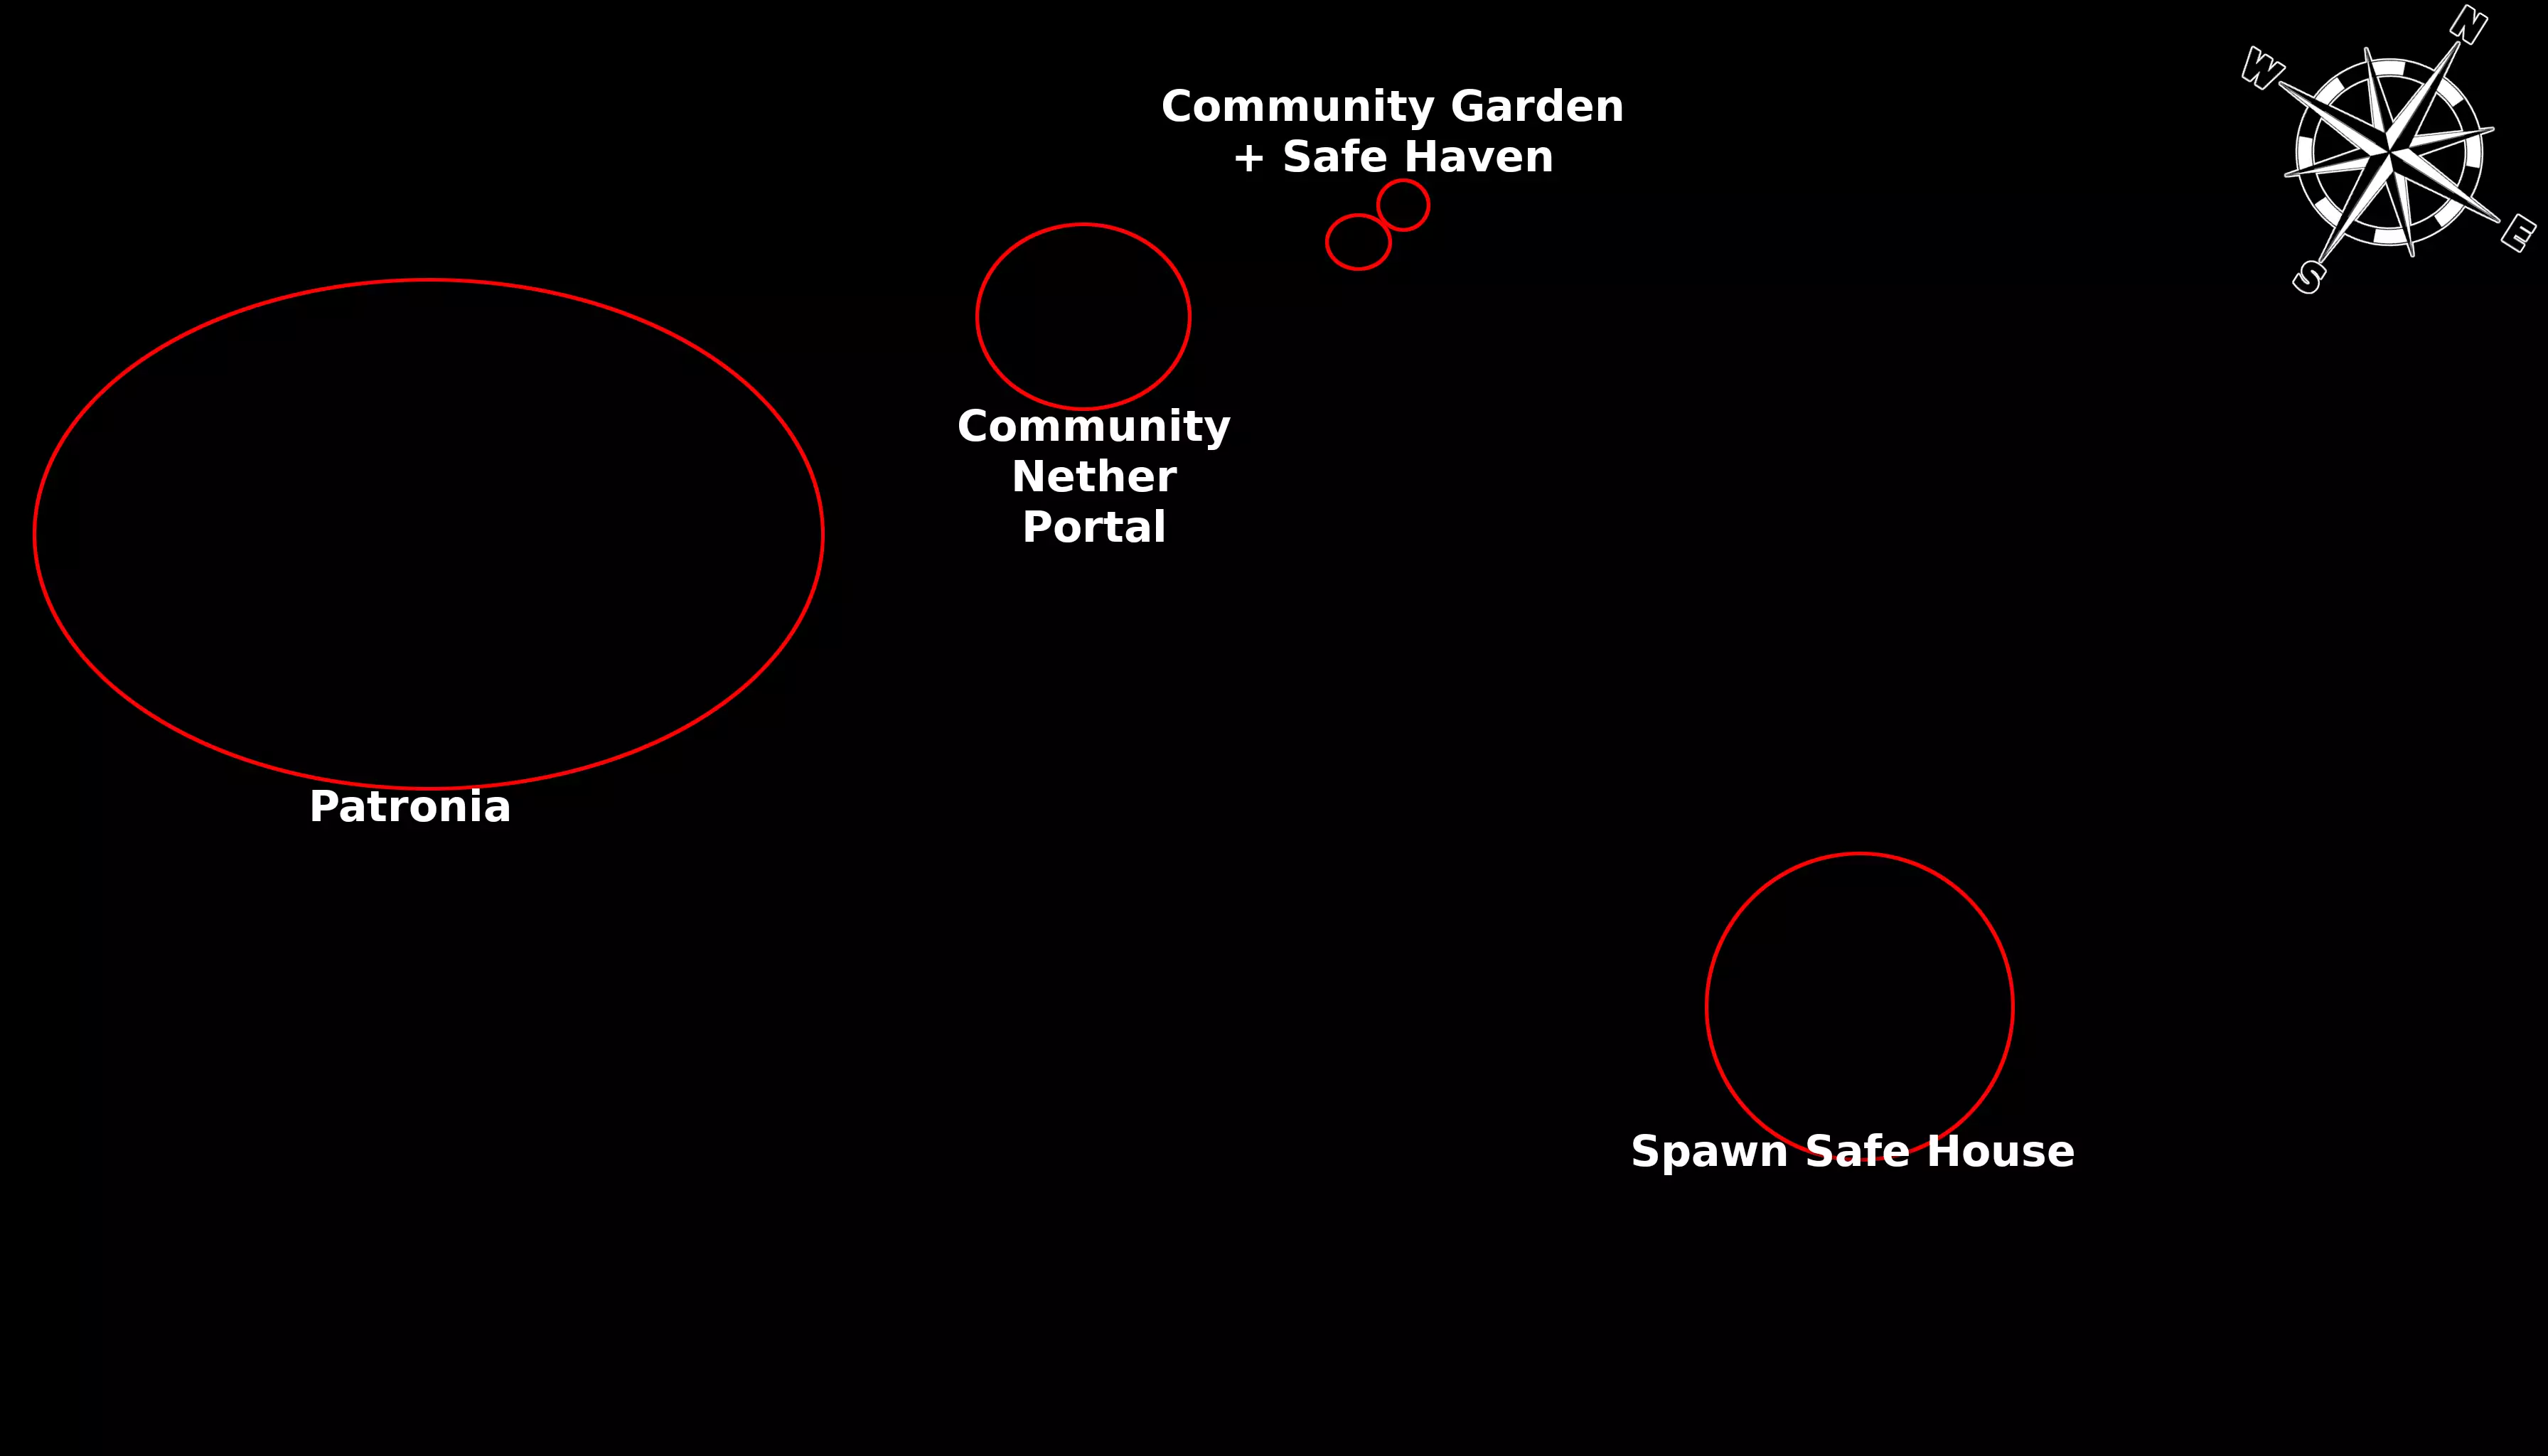 N
W
E
S
Community Garden
+ Safe Haven
Community
Nether
Portal
Patronia
Spawn Safe House